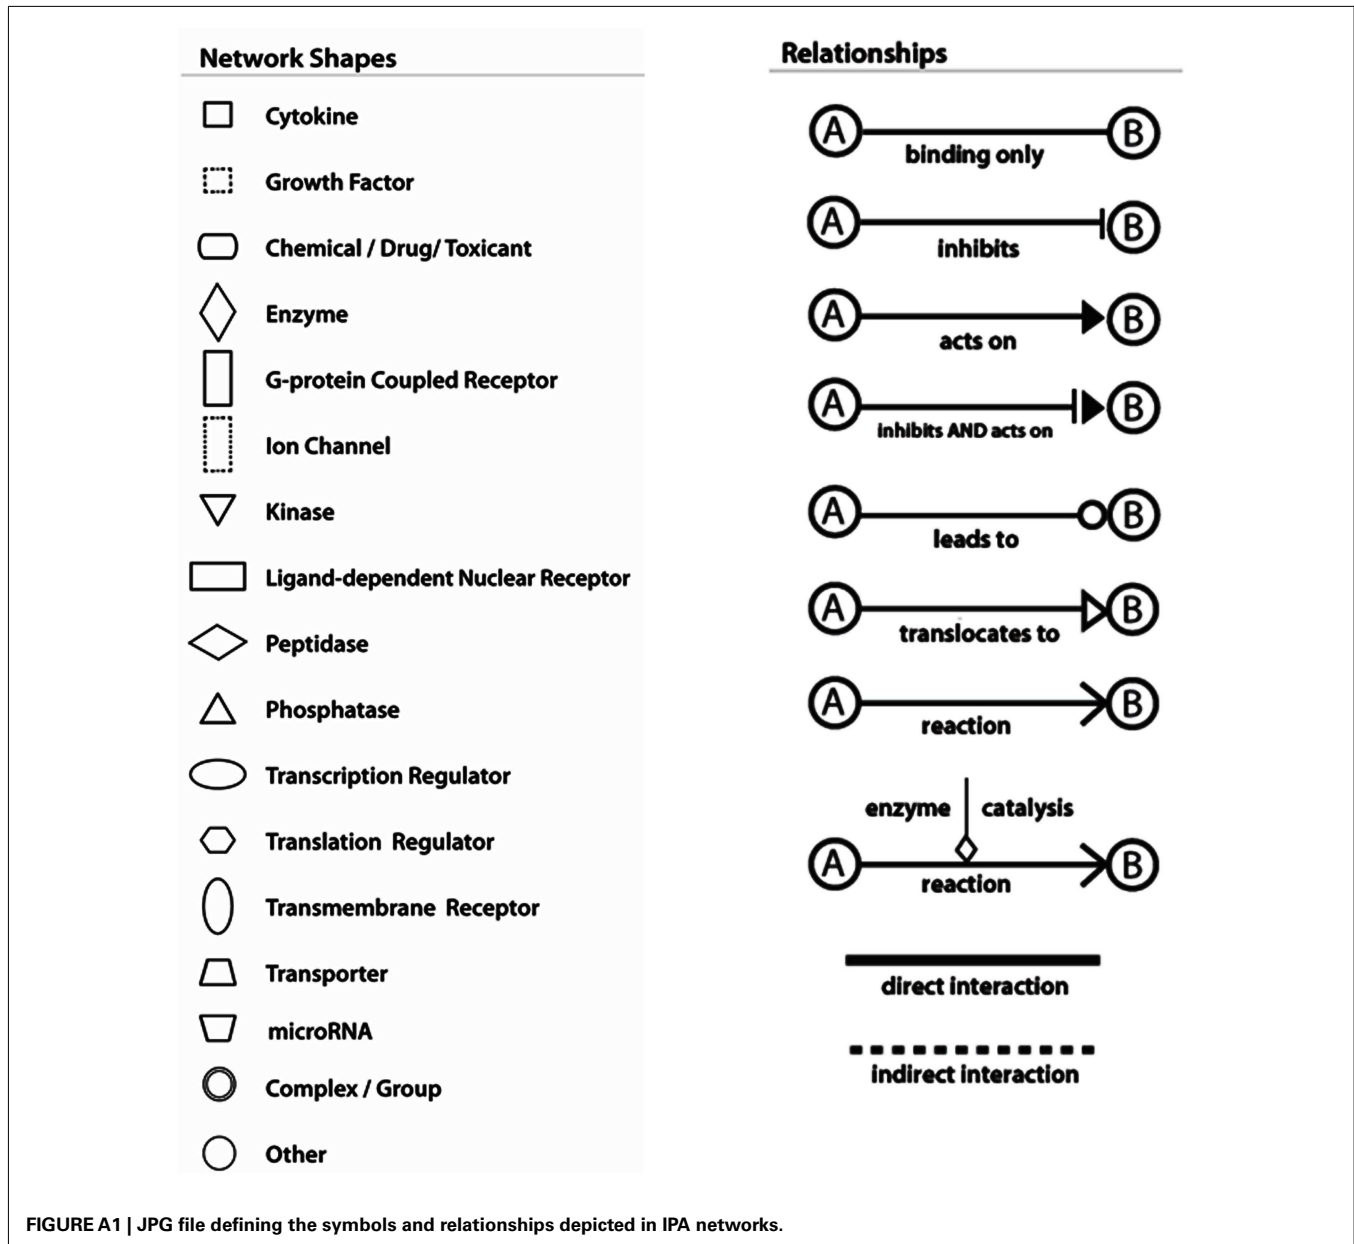 Network Shapes
Cytokine
Growth Factor
Chemical / Drug/ Toxicant
Enzyme
G-protein Coupled Receptor
Ion Channel
Kinase
Ligand-dependent Nuclear Receptor
Peptidase
Phosphatase
Transcription Regulator
Translation Regulator
Transmembrane Receptor
Transporter
microRNA
Complex / Group
Other
Relationships
A B
binding only
A B
inhibits
A B
acts on
A B
inhibits AND acts on
A B
leads to
A B
translocates to
A B
reaction
enzyme catalysis
A B
reaction
direct interaction
indirect interaction
FIGURE A1 | JPG file defining the symbols and relationships depicted in IPA networks.